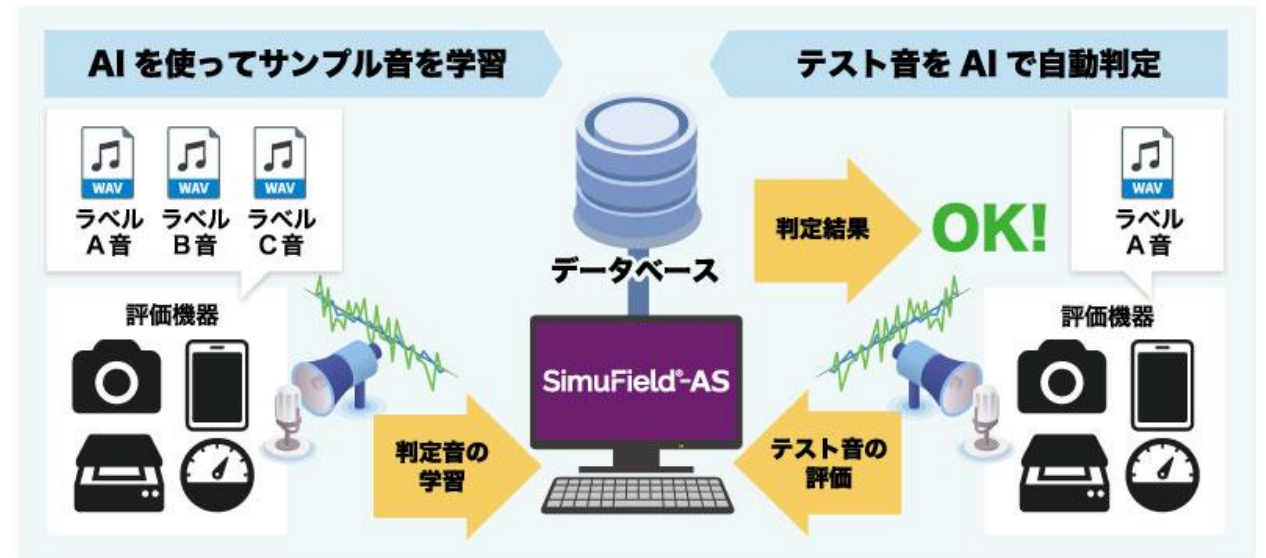 AI を使ってサンプル音を学習
テスト音を AI で自動判定
WAV
ラベル
A音
WAV
ラベル
B音
WAV
ラベル
C音
評価機器
判定音の
学習
データベース
SimuField®-AS
判定結果
OK!
WAV
ラベル
A音
評価機器
テスト音の
評価